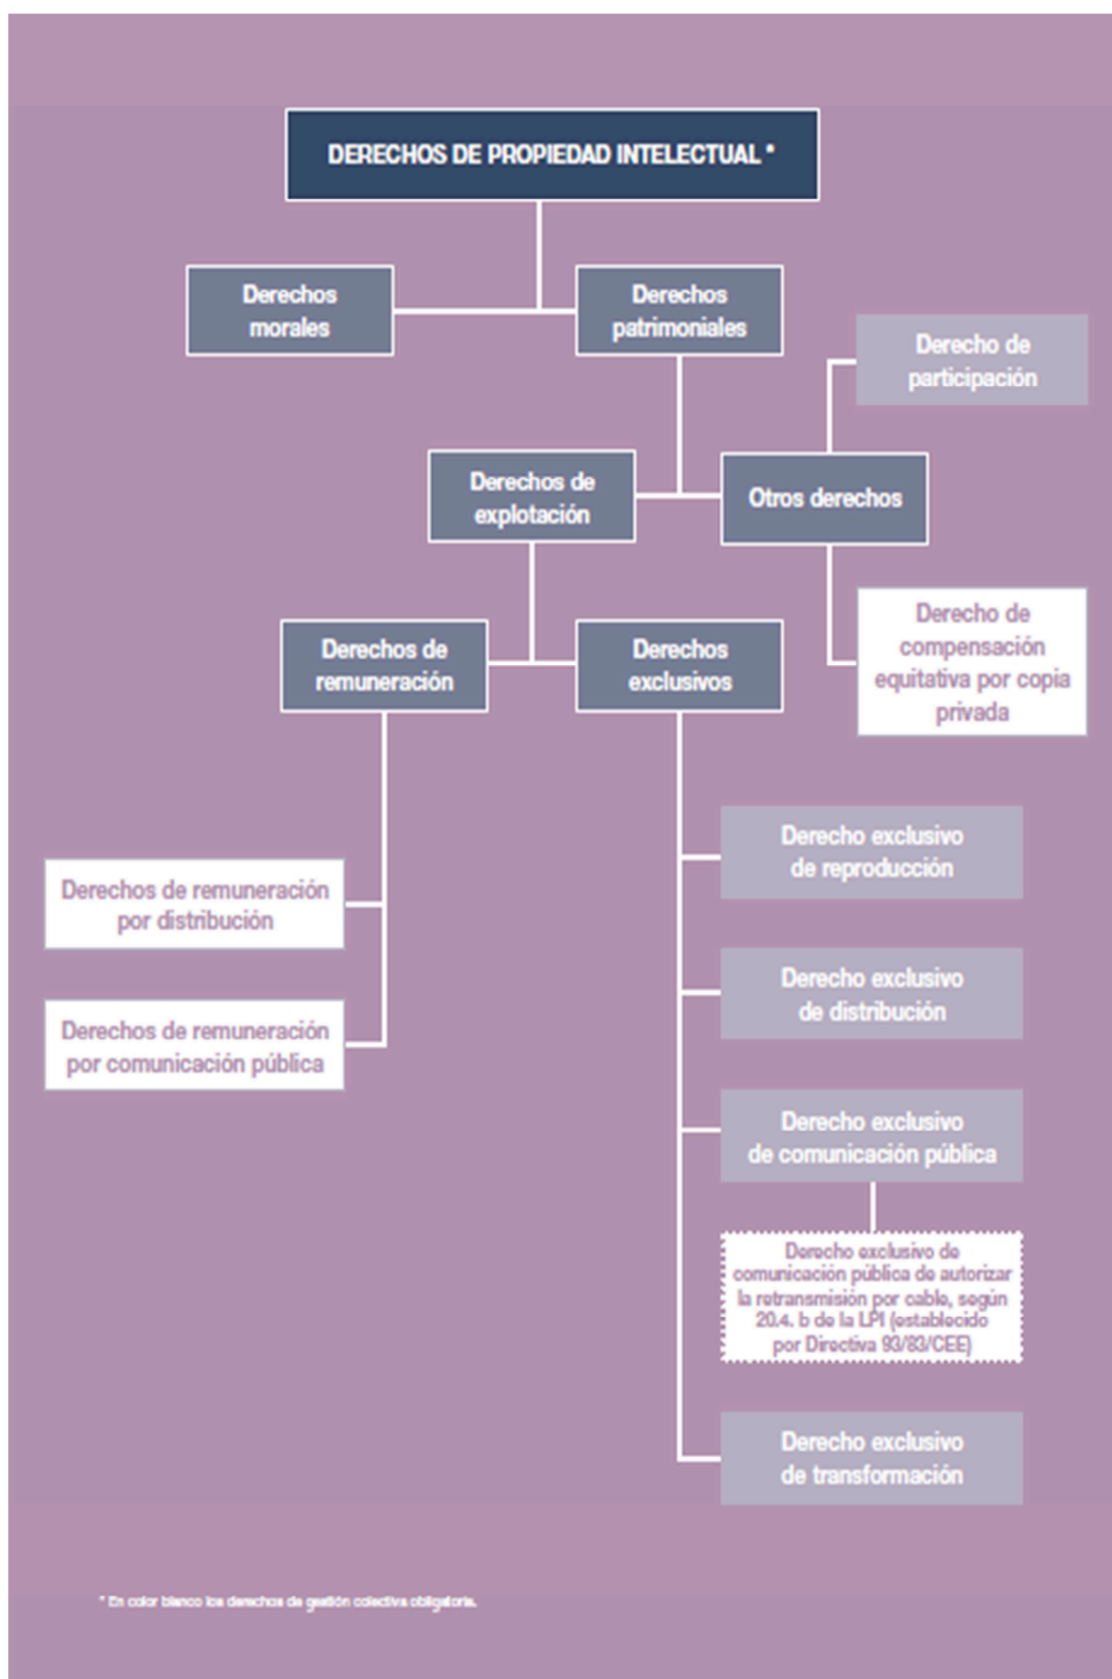 DERECHOS DE PROPIEDAD INTELECTUAL *
Derechos
morales
Derechos
patrimoniales
Derecho de
participación
Derechos de
explotación
Otros derechos
Derecho de
compensación
equitativa por copia
privada
Derechos de
remuneración
Derechos
exclusivos
Derechos de remuneración
por distribución
Derechos de remuneración
por comunicación pública
Derecho exclusivo
de reproducción
Derecho exclusivo
de distribución
Derecho exclusivo
de comunicación pública
Derecho exclusivo de
comunicación pública de autorizar
la retransmisión por cable, según
20.4. b de la LPI (establecido
por Directiva 93/83/CEE)
Derecho exclusivo
de transformación
* En color blanco los derechos de gestión colectiva obligatoria.